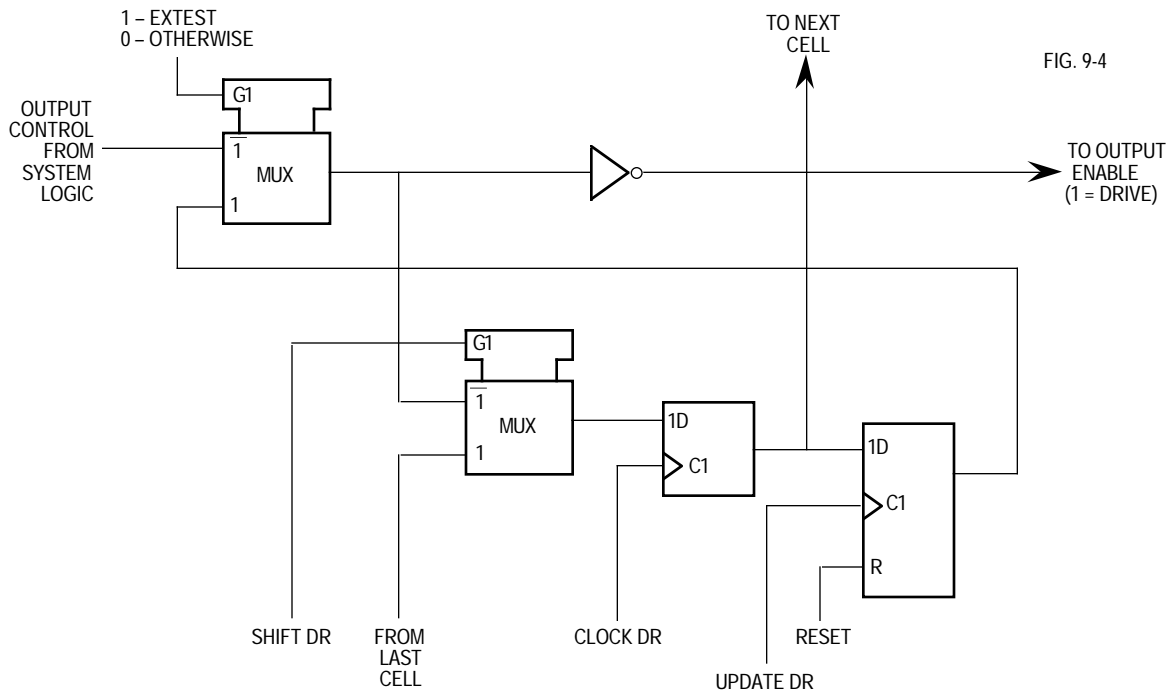 1 – EXTEST
0 – OTHERWISE
TO NEXT
CELL
FIG. 9-4
G1
OUTPUT
CONTROL
FROM
SYSTEM
LOGIC
1
MUX
1
TO OUTPUT
ENABLE
(1 = DRIVE)
G1
1
MUX
1
1D
C1
1D
C1
R
SHIFT DR
FROM
LAST
CELL
CLOCK DR
UPDATE DR
RESET